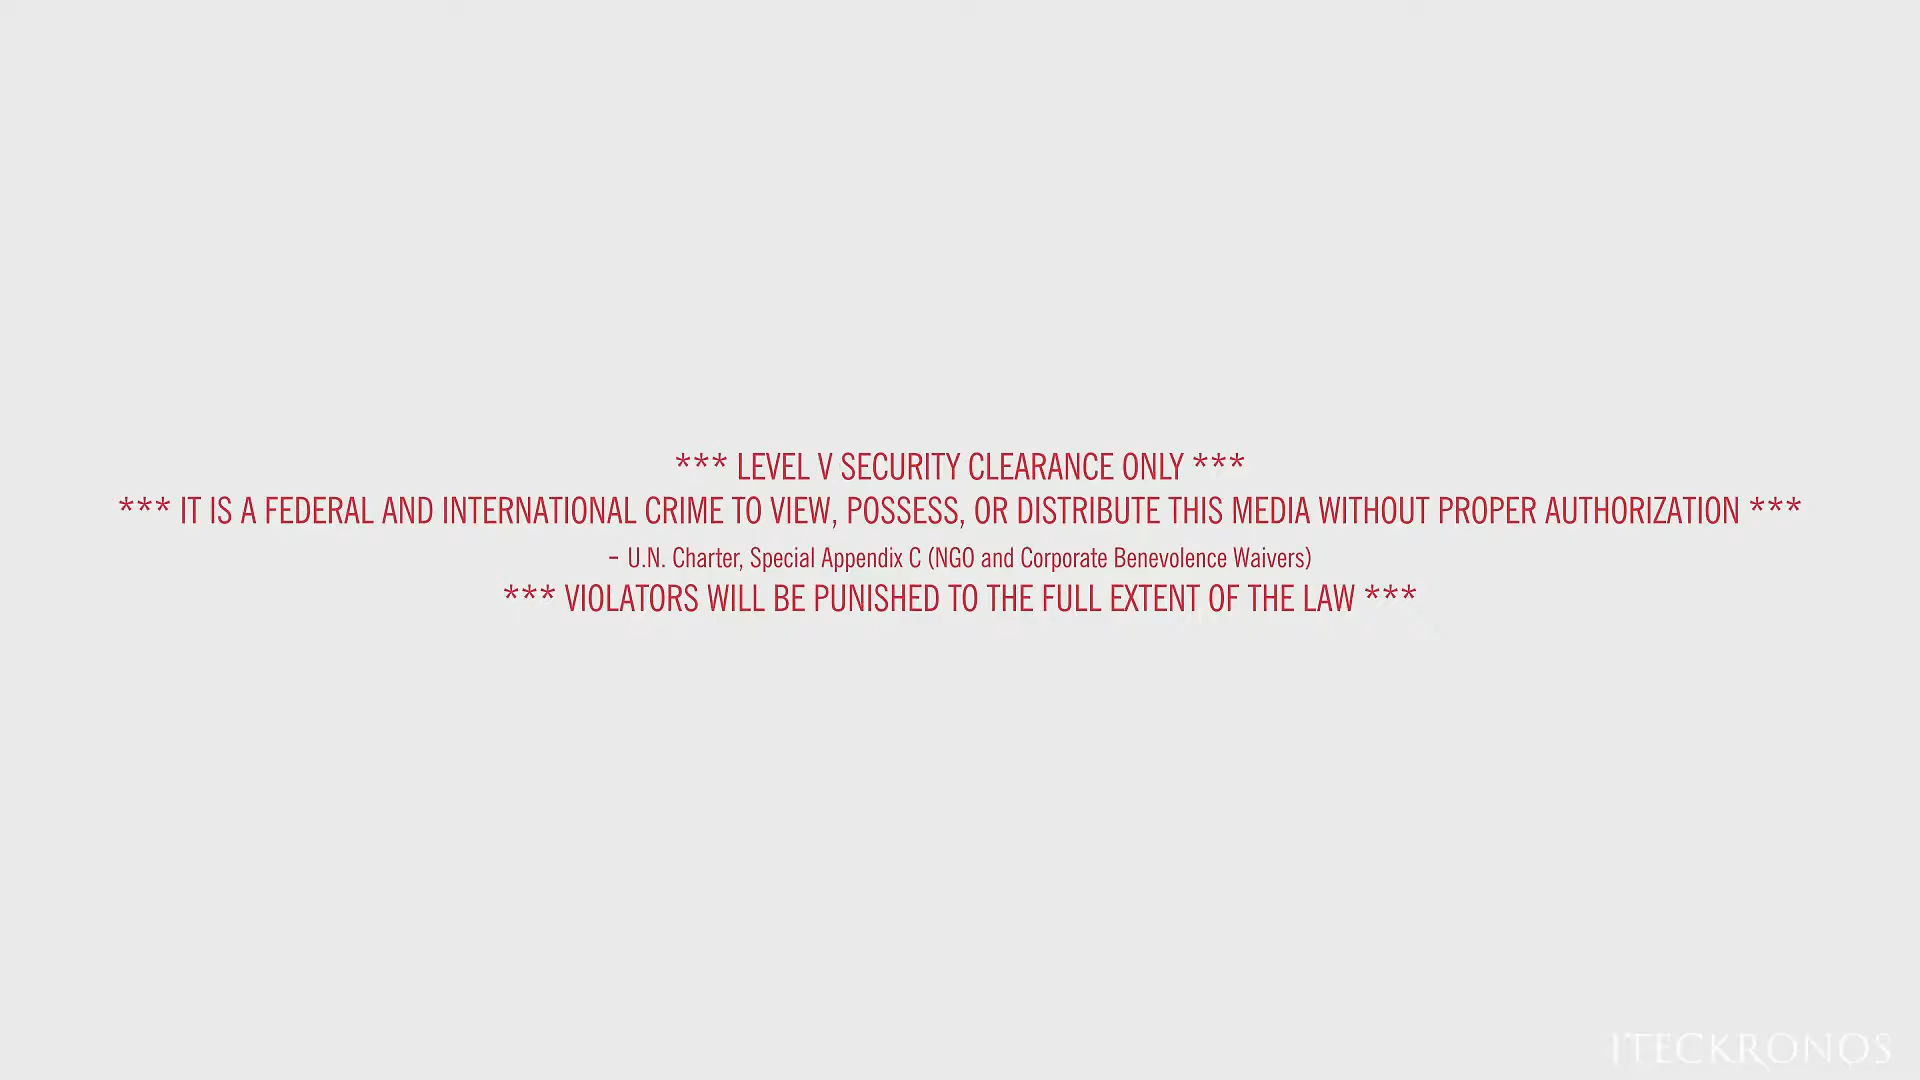 *** LEVEL V SECURITY CLEARANCE ONLY ***
*** IT IS A FEDERAL AND INTERNATIONAL CRIME TO VIEW, POSSESS, OR DISTRIBUTE THIS MEDIA WITHOUT PROPER AUTHORIZATION ***
– U.N. Charter, Special Appendix C (NGO and Corporate Benevolence Waivers)
*** VIOLATORS WILL BE PUNISHED TO THE FULL EXTENT OF THE LAW ***
ITECKRONOS